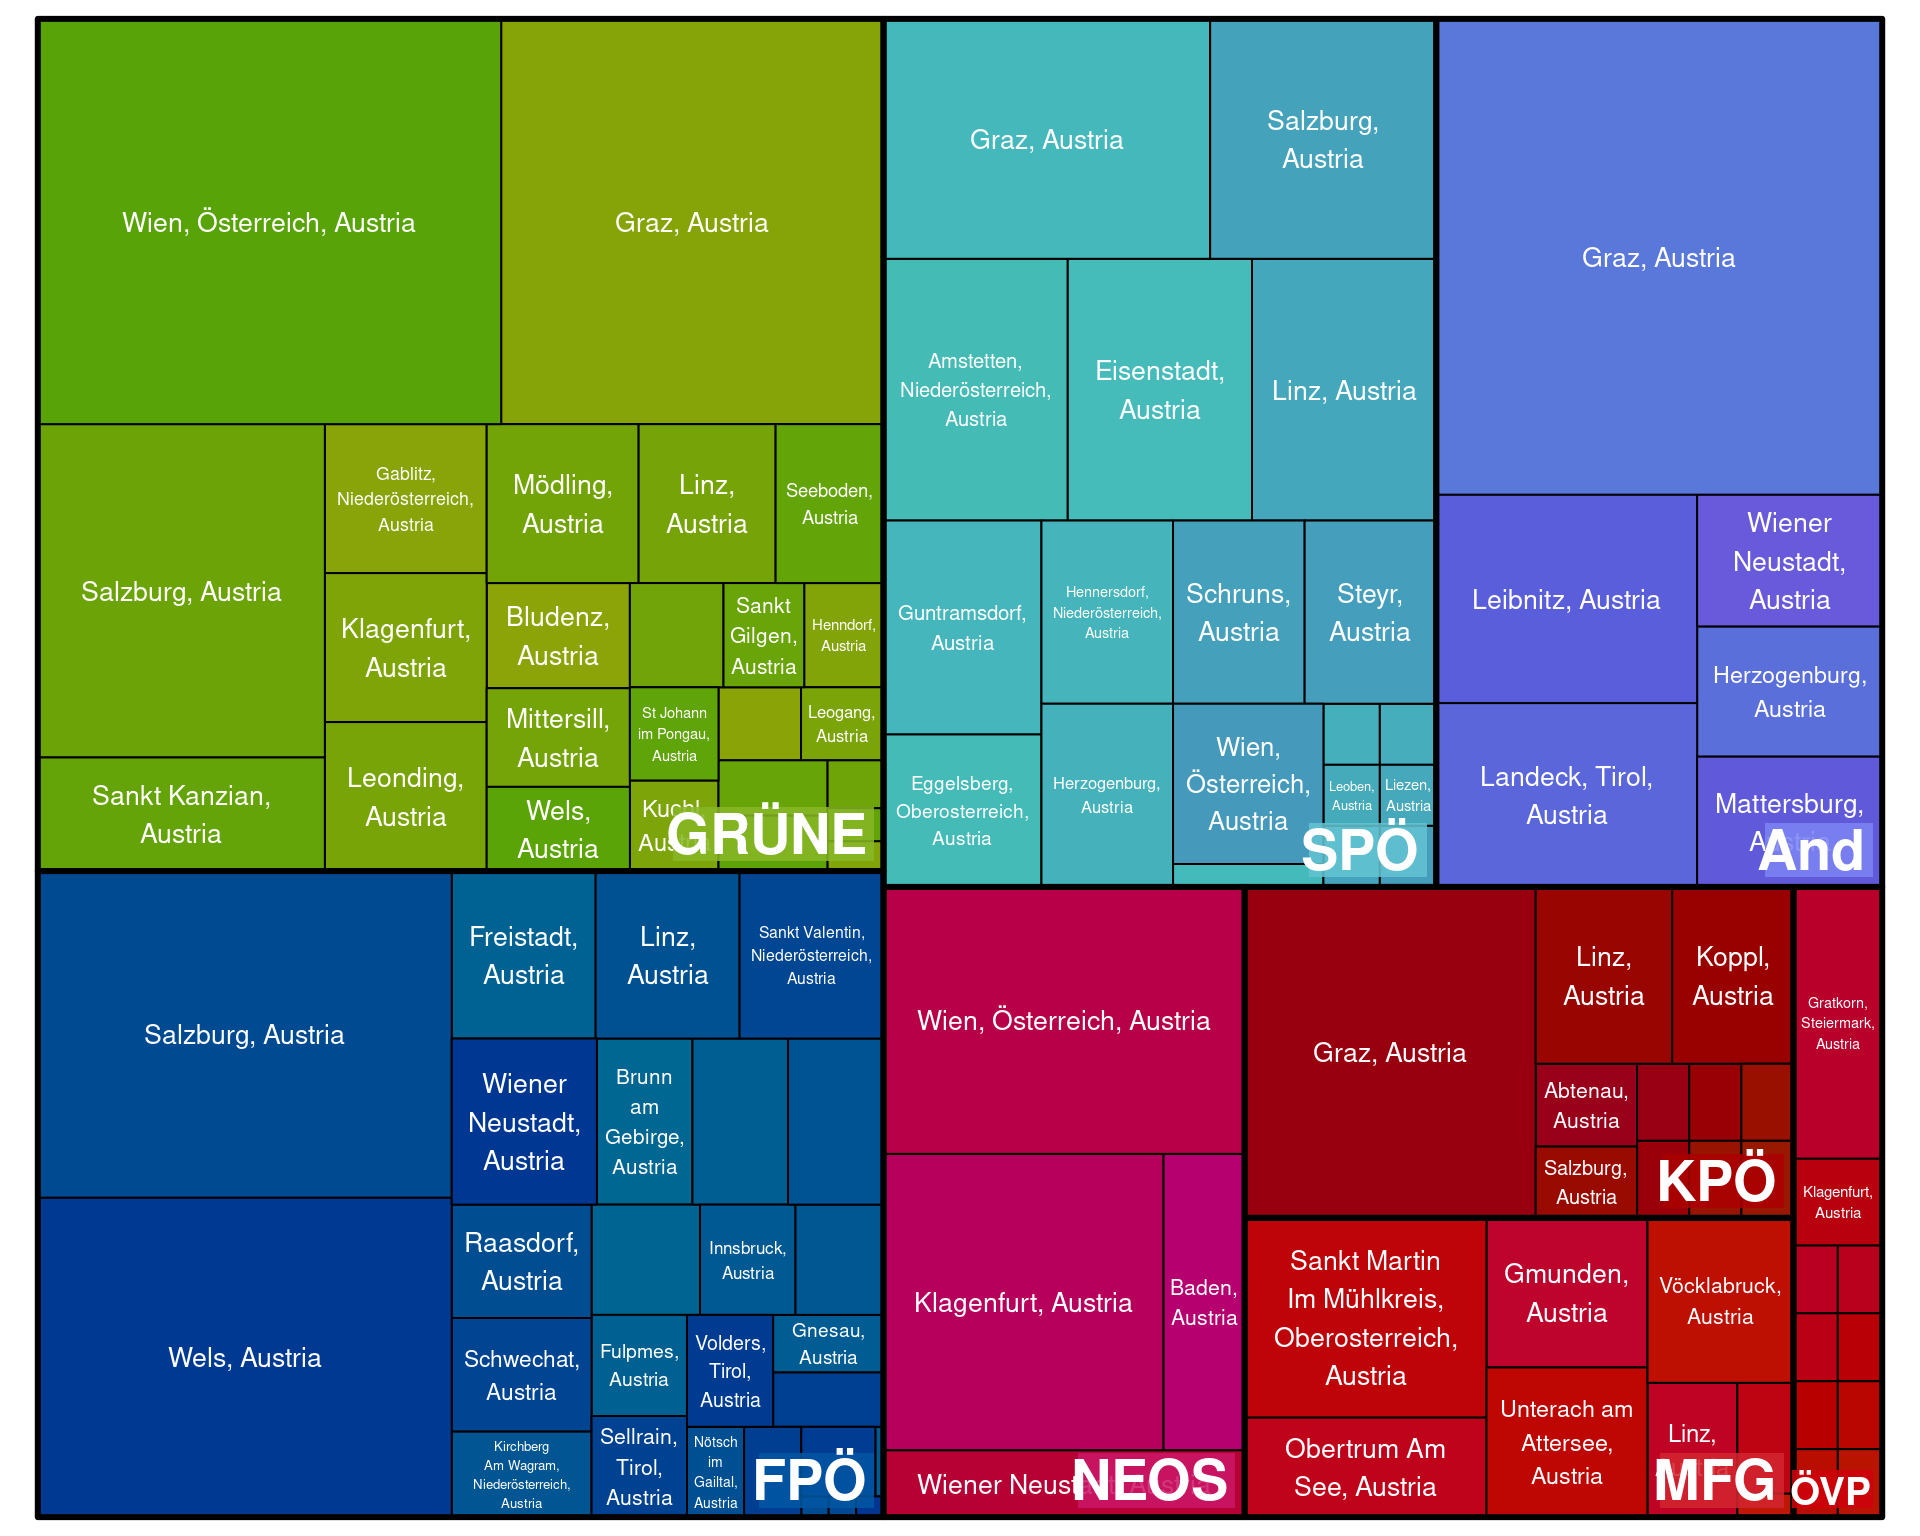 Wien, Österreich, Austria
Graz, Austria
Salzburg, Austria
Gablitz,
Niederösterreich,
Austria
Mödling,
Austria
Linz,
Austria
Seeboden,
Austria
Klagenfurt,
Austria
Bludenz,
Austria
Sankt
Gilgen,
Austria
Henndorf,
Austria
Mittersill,
Austria
St Johann
im Pongau,
Austria
Leogang,
Austria
Sankt Kanzian,
Austria
Leonding,
Austria
Wels,
Austria
Kuchl,
Austria
GRÜNE
Graz, Austria
Salzburg,
Austria
Amstetten,
Niederösterreich,
Austria
Eisenstadt,
Austria
Linz, Austria
Guntramsdorf,
Austria
Hennersdorf,
Niederösterreich,
Austria
Schruns,
Austria
Steyr,
Austria
Eggelsberg,
Oberosterreich,
Austria
Herzogenburg,
Austria
Wien,
Österreich,
Austria
Leoben,
Austria
Liezen,
Austria
SPÖ
Graz, Austria
Leibnitz, Austria
Wiener
Neustadt,
Austria
Herzogenburg,
Austria
Landeck, Tirol,
Austria
Mattersburg,
Austria
And
Salzburg, Austria
Freistadt,
Austria
Linz,
Austria
Sankt Valentin,
Niederösterreich,
Austria
Wiener
Neustadt,
Austria
Brunn
am
Gebirge,
Austria
Wels, Austria
Raasdorf,
Austria
Innsbruck,
Austria
Schwechat,
Austria
Fulpmes,
Austria
Volders,
Tirol,
Austria
Gnesau,
Austria
Kirchberg
Am Wagram,
Niederösterreich,
Austria
Sellrain,
Tirol,
Austria
Nötsch
im
Gailtal,
Austria
FPÖ
Wien, Österreich, Austria
Klagenfurt, Austria
Baden,
Austria
Wiener Neustadt, Austria
NEOS
Graz, Austria
Linz,
Austria
Koppl,
Austria
Abtenau,
Austria
Salzburg,
Austria
KPÖ
Sankt Martin
Im Mühlkreis,
Oberosterreich,
Austria
Gmunden,
Austria
Vöcklabruck,
Austria
Obertrum Am
See, Austria
Unterach am
Attersee,
Austria
Linz,
Austria
MFG
Gratkorn,
Steiermark,
Austria
Klagenfurt,
Austria
ÖVP